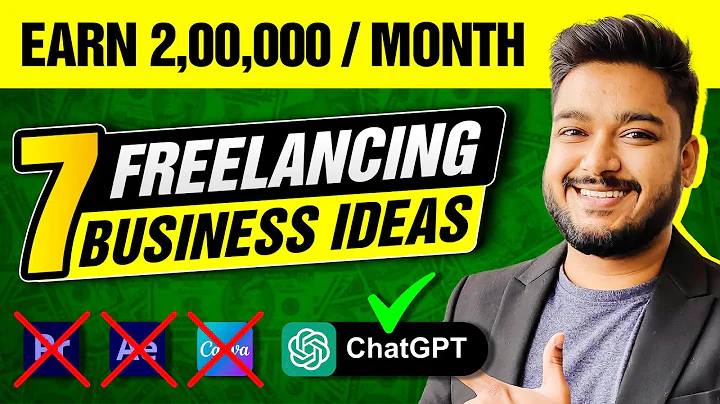 EARN 2,00,000 / MONTH
7 FREELANCING
BUSINESS IDEAS
Pr
Ae
Canva
ChatGPT